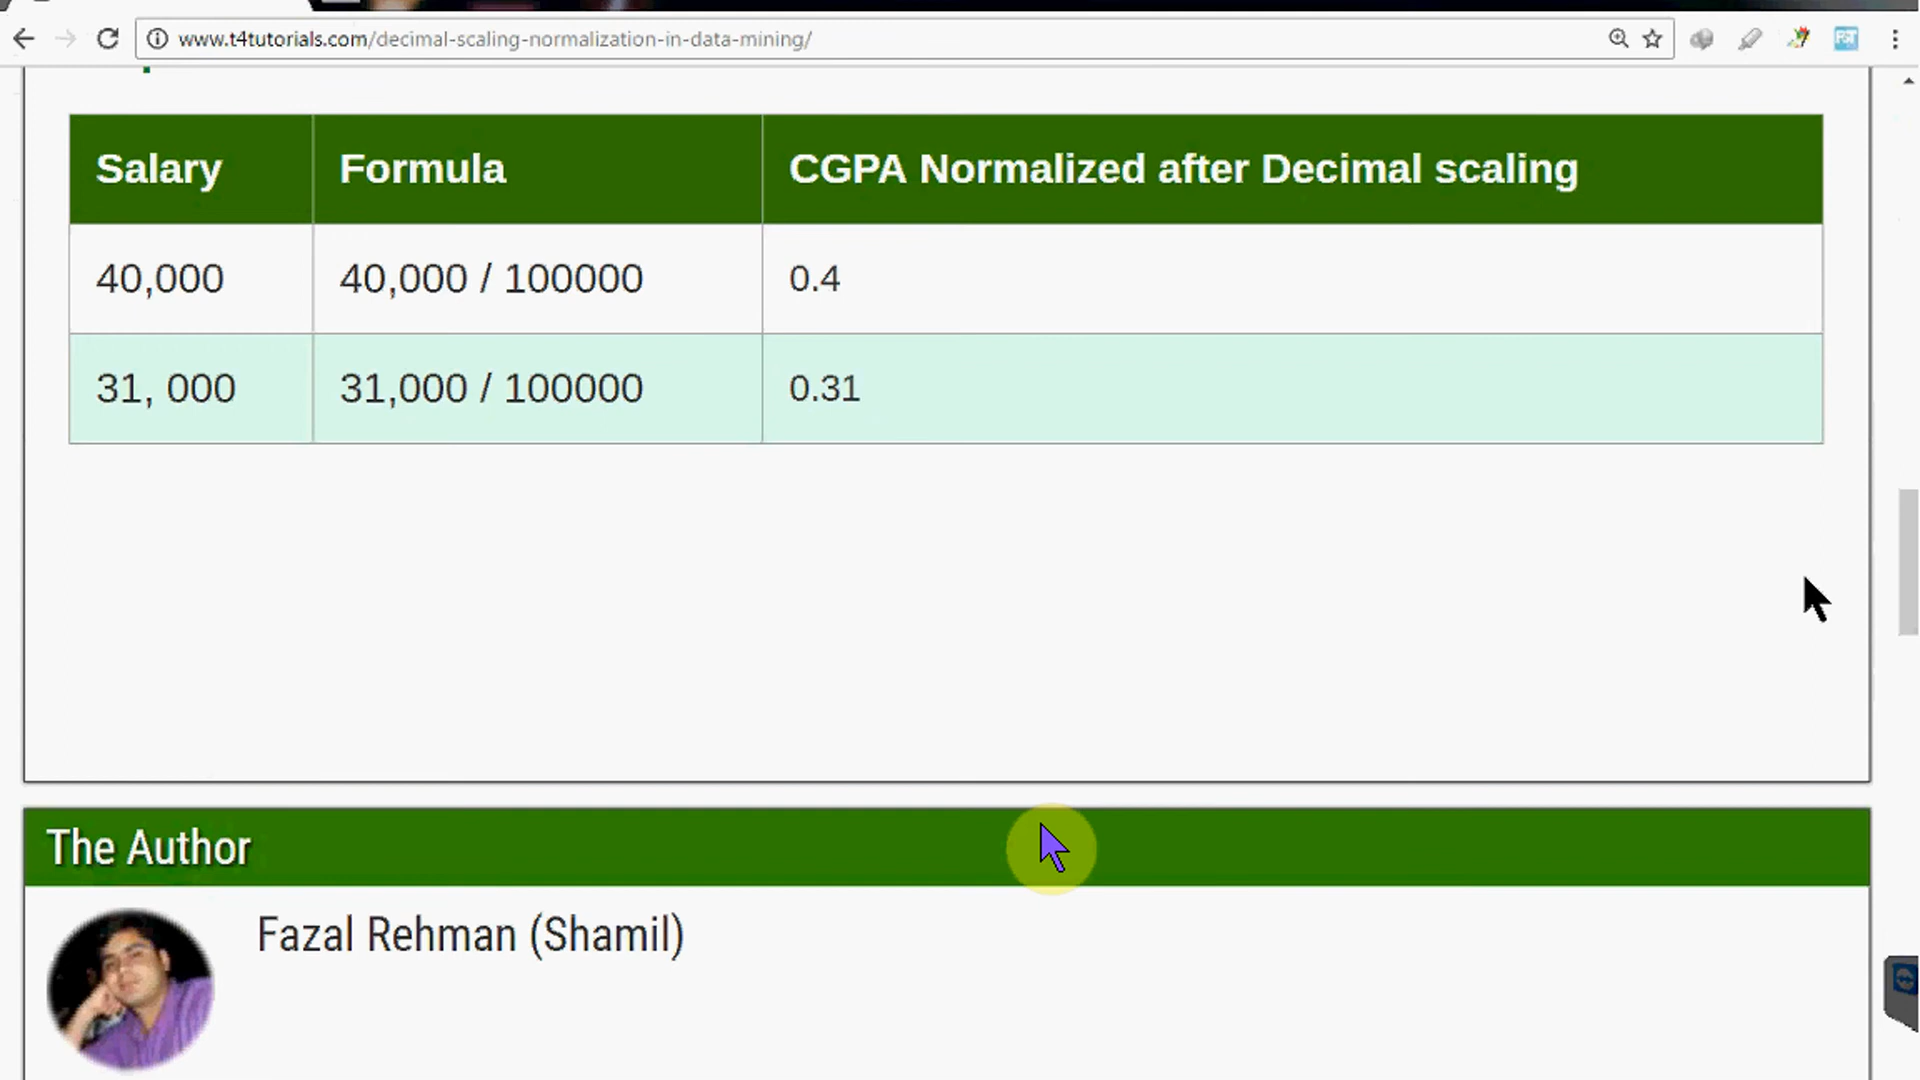 www.t4tutorials.com/decimal-scaling-normalization-in-data-mining/
Salary Formula CGPA Normalized after Decimal scaling
40,000 40,000 / 100000 0.4
31, 000 31,000 / 100000 0.31
The Author
Fazal Rehman (Shamil)